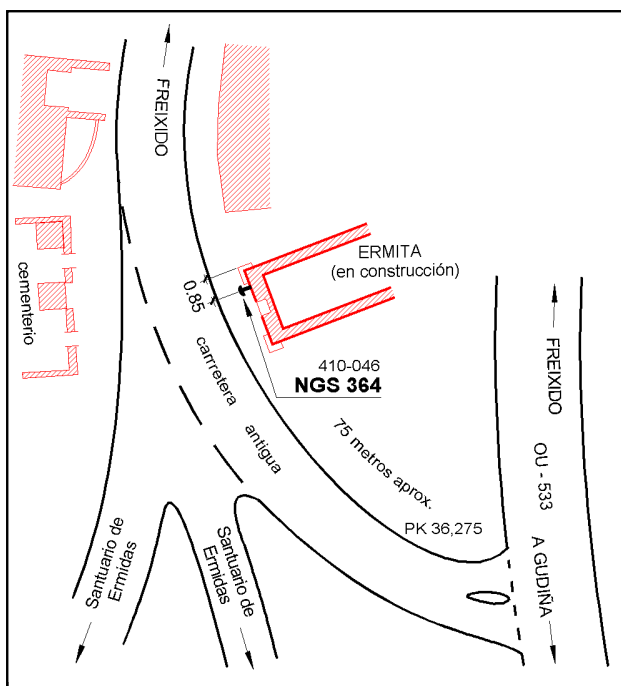 FREIXIDO
cementerio
ERMITA
(en construcción)
0.85
410-046
NGS 364
carrretera
antigua
75 metros aprox.
PK 36,275
FREIXIDO
OU - 533
A GUDIÑA
Santuario de
Ermidas
Santuario de
Ermidas